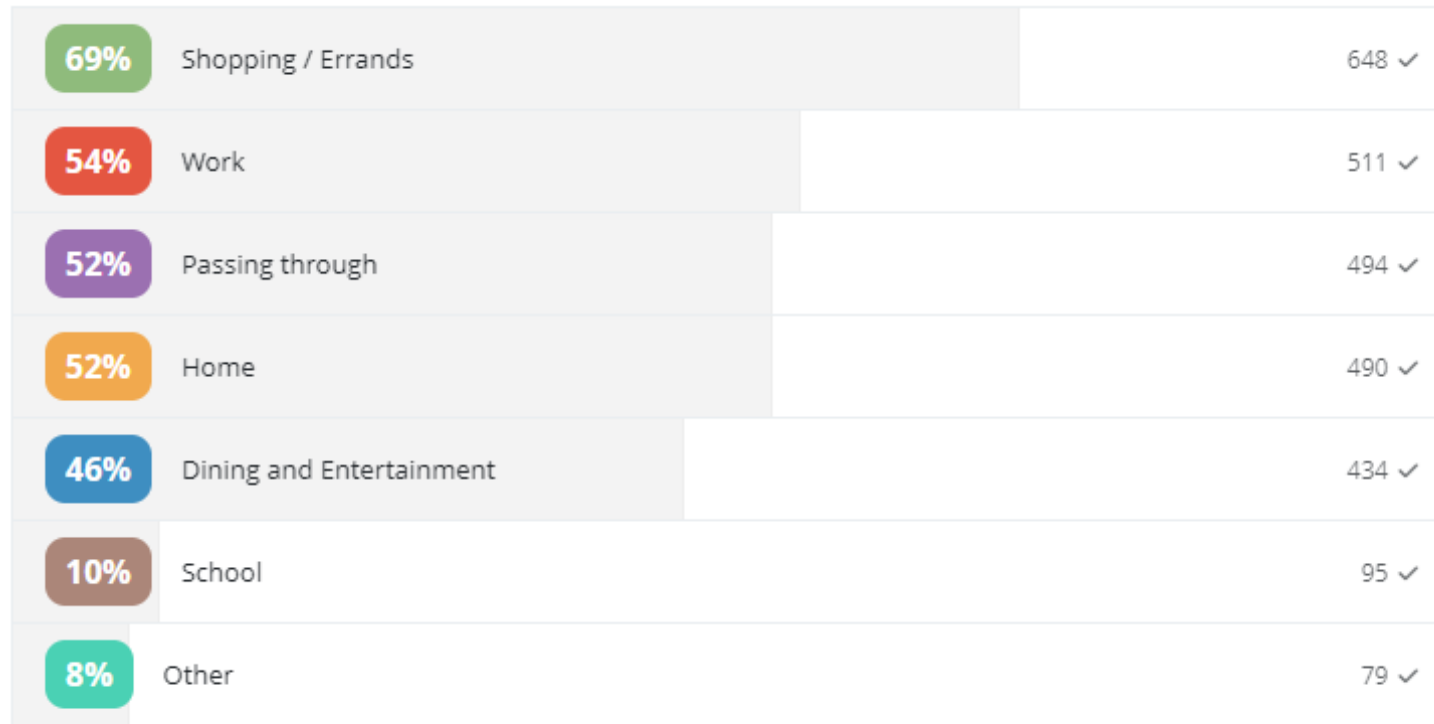 69% Shopping / Errands 648
54% Work 511
52% Passing through 494
52% Home 490
46% Dining and Entertainment 434
10% School 95
8% Other 79